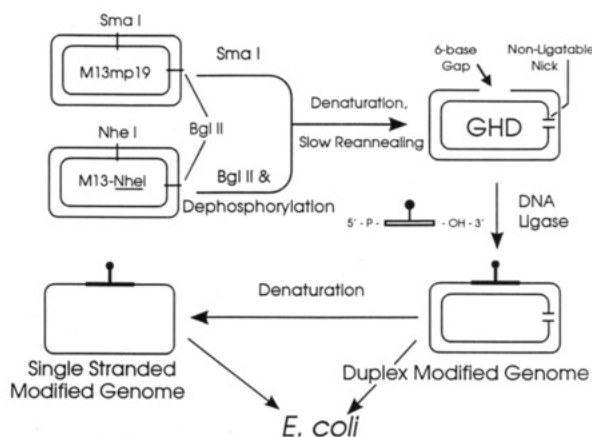 Sma I
M13mp19
Sma I
Nhe I
Bgl II
M13-NheI
Bgl II &
Dephosphorylation
Denaturation,
Slow Reannealing
6-base
Gap
Non-Ligatable
Nick
GHD
5' - P -
- OH - 3'
DNA
Ligase
Denaturation
Single Stranded
Modified Genome
Duplex Modified Genome
E. coli